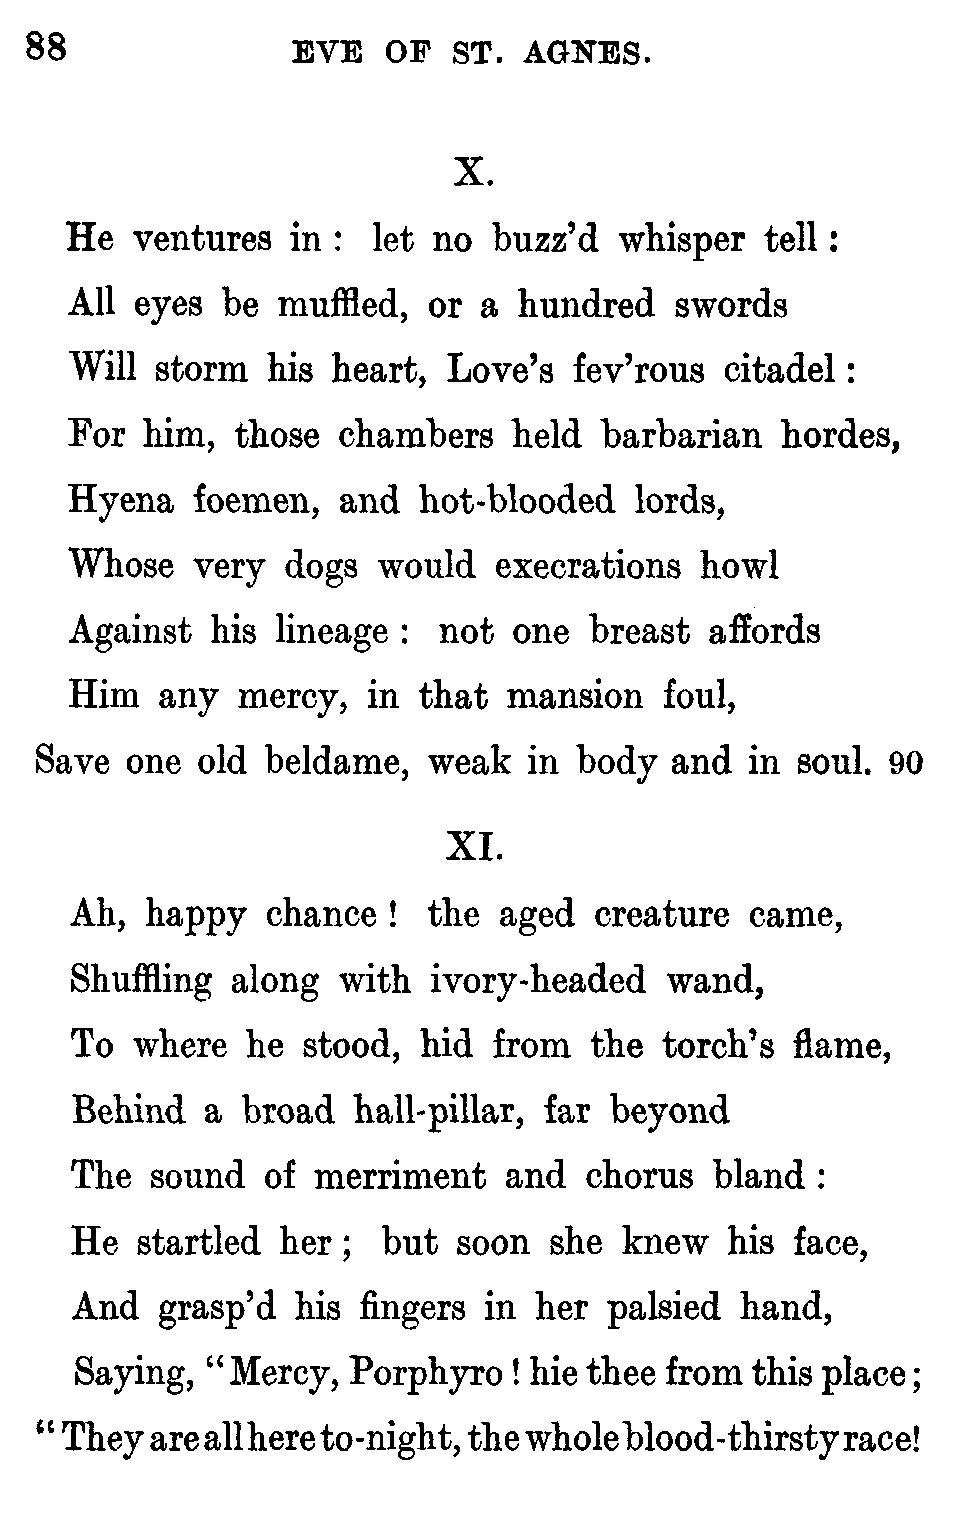 88 EVE OF ST. AGNES.
X.
He ventures in : let no buzz’d whisper tell :
All eyes be muffled, or a hundred swords
Will storm his heart, Love’s fev’rous citadel :
For him, those chambers held barbarian hordes,
Hyena foemen, and hot-blooded lords,
Whose very dogs would execrations howl
Against his lineage : not one breast affords
Him any mercy, in that mansion foul,
Save one old beldame, weak in body and in soul. 90
XI.
Ah, happy chance ! the aged creature came,
Shuffling along with ivory-headed wand,
To where he stood, hid from the torch’s flame,
Behind a broad hall-pillar, far beyond
The sound of merriment and chorus bland :
He startled her ; but soon she knew his face,
And grasp’d his fingers in her palsied hand,
Saying, “ Mercy, Porphyro ! hie thee from this place ;
“ They are all here to-night, the whole blood-thirsty race!